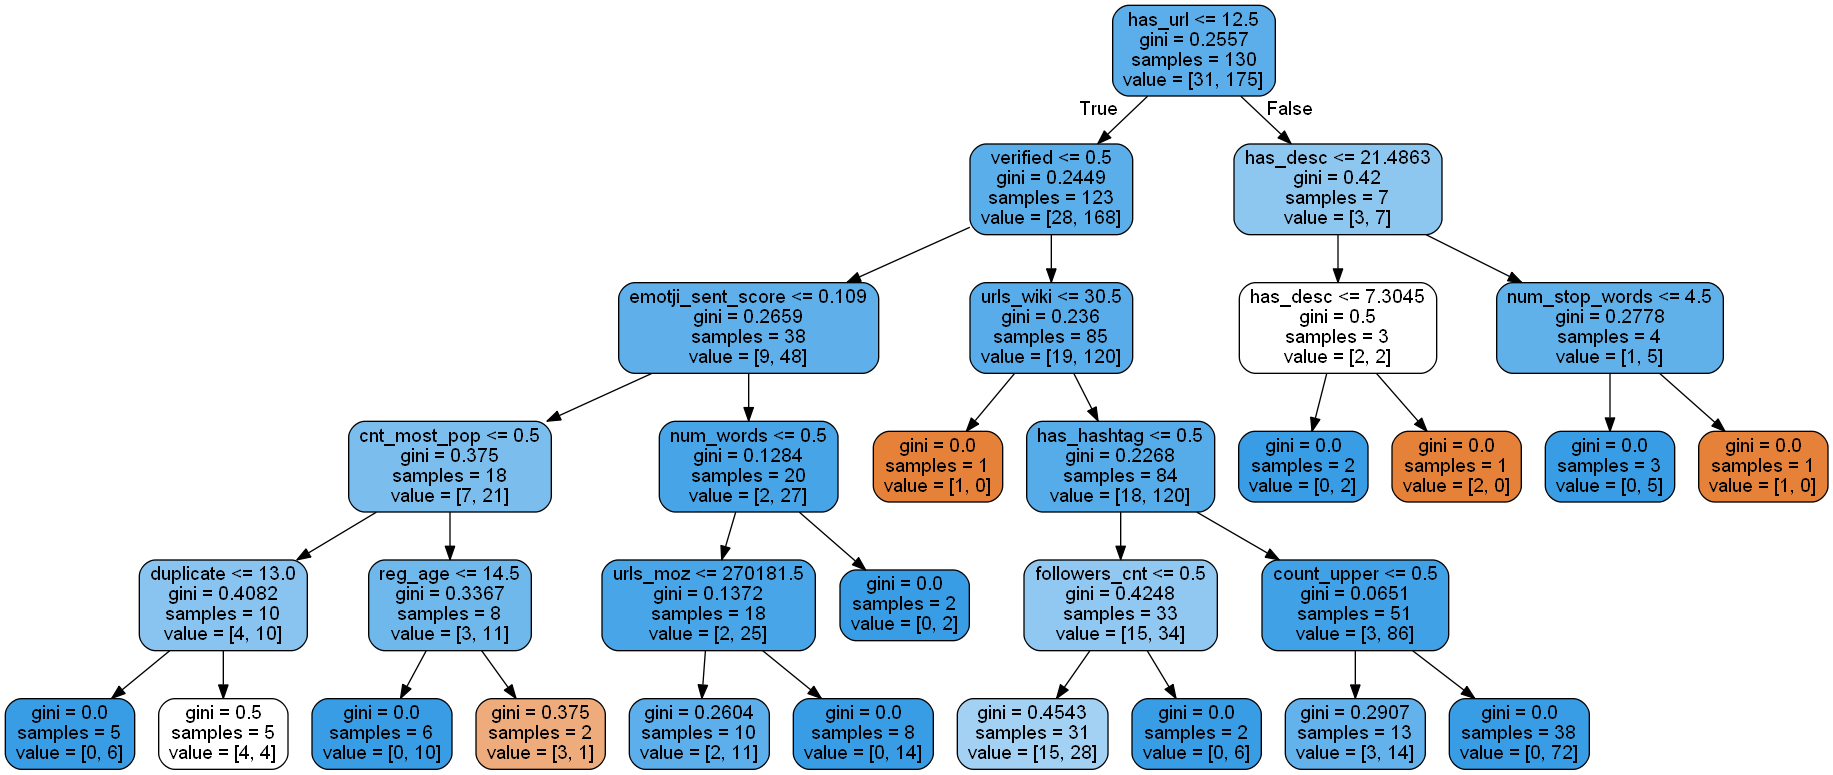 has_url <= 12.5
gini = 0.2557
samples = 130
value = [31, 175]
True
False
verified <= 0.5
gini = 0.2449
samples = 123
value = [28, 168]
has_desc <= 21.4863
gini = 0.42
samples = 7
value = [3, 7]
emotji_sent_score <= 0.109
gini = 0.2659
samples = 38
value = [9, 48]
urls_wiki <= 30.5
gini = 0.236
samples = 85
value = [19, 120]
has_desc <= 7.3045
gini = 0.5
samples = 3
value = [2, 2]
num_stop_words <= 4.5
gini = 0.2778
samples = 4
value = [1, 5]
cnt_most_pop <= 0.5
gini = 0.375
samples = 18
value = [7, 21]
num_words <= 0.5
gini = 0.1284
samples = 20
value = [2, 27]
gini = 0.0
samples = 1
value = [1, 0]
has_hashtag <= 0.5
gini = 0.2268
samples = 84
value = [18, 120]
gini = 0.0
samples = 2
value = [0, 2]
gini = 0.0
samples = 1
value = [2, 0]
gini = 0.0
samples = 3
value = [0, 5]
gini = 0.0
samples = 1
value = [1, 0]
duplicate <= 13.0
gini = 0.4082
samples = 10
value = [4, 10]
reg_age <= 14.5
gini = 0.3367
samples = 8
value = [3, 11]
urls_moz <= 270181.5
gini = 0.1372
samples = 18
value = [2, 25]
gini = 0.0
samples = 2
value = [0, 2]
followers_cnt <= 0.5
gini = 0.4248
samples = 33
value = [15, 34]
count_upper <= 0.5
gini = 0.0651
samples = 51
value = [3, 86]
gini = 0.0
samples = 5
value = [0, 6]
gini = 0.5
samples = 5
value = [4, 4]
gini = 0.0
samples = 6
value = [0, 10]
gini = 0.375
samples = 2
value = [3, 1]
gini = 0.2604
samples = 10
value = [2, 11]
gini = 0.0
samples = 8
value = [0, 14]
gini = 0.4543
samples = 31
value = [15, 28]
gini = 0.0
samples = 2
value = [0, 6]
gini = 0.2907
samples = 13
value = [3, 14]
gini = 0.0
samples = 38
value = [0, 72]